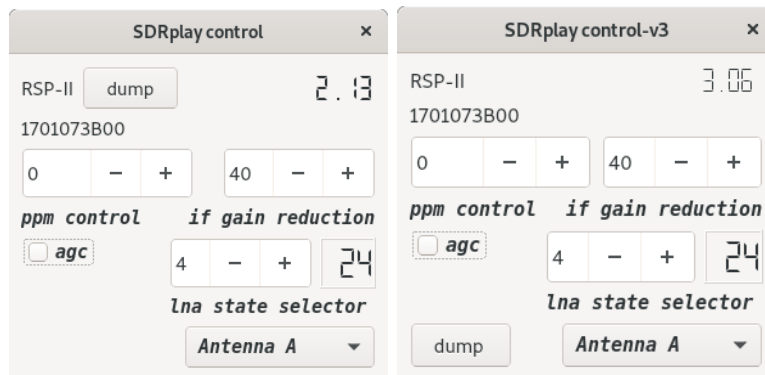 SDRplay control ×
RSP-II dump 2.13
1701073B00
0 − + 40 − +
ppm control if gain reduction
agc 4 − + 24
lna state selector
Antenna A
SDRplay control-v3 ×
RSP-II 3.06
1701073B00
0 − + 40 − +
ppm control if gain reduction
agc 4 − + 24
lna state selector
dump Antenna A